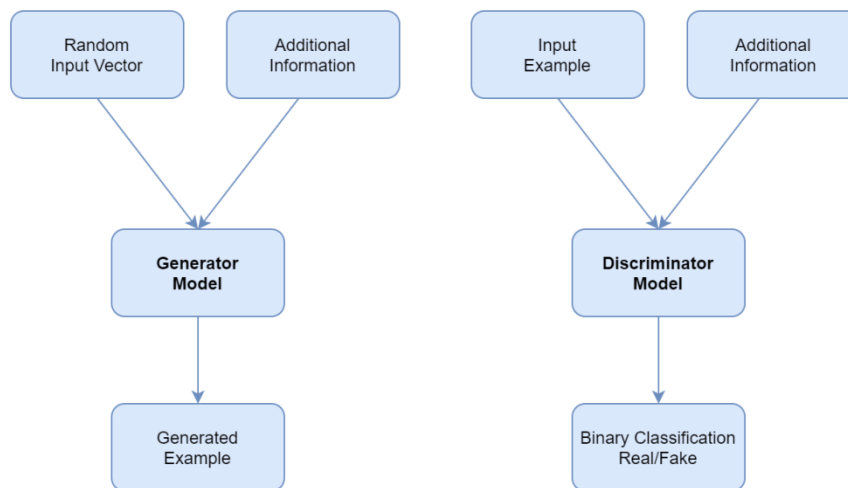 Random
Input Vector
Additional
Information
Input
Example
Additional
Information
Generator
Model
Discriminator
Model
Generated
Example
Binary Classification
Real/Fake